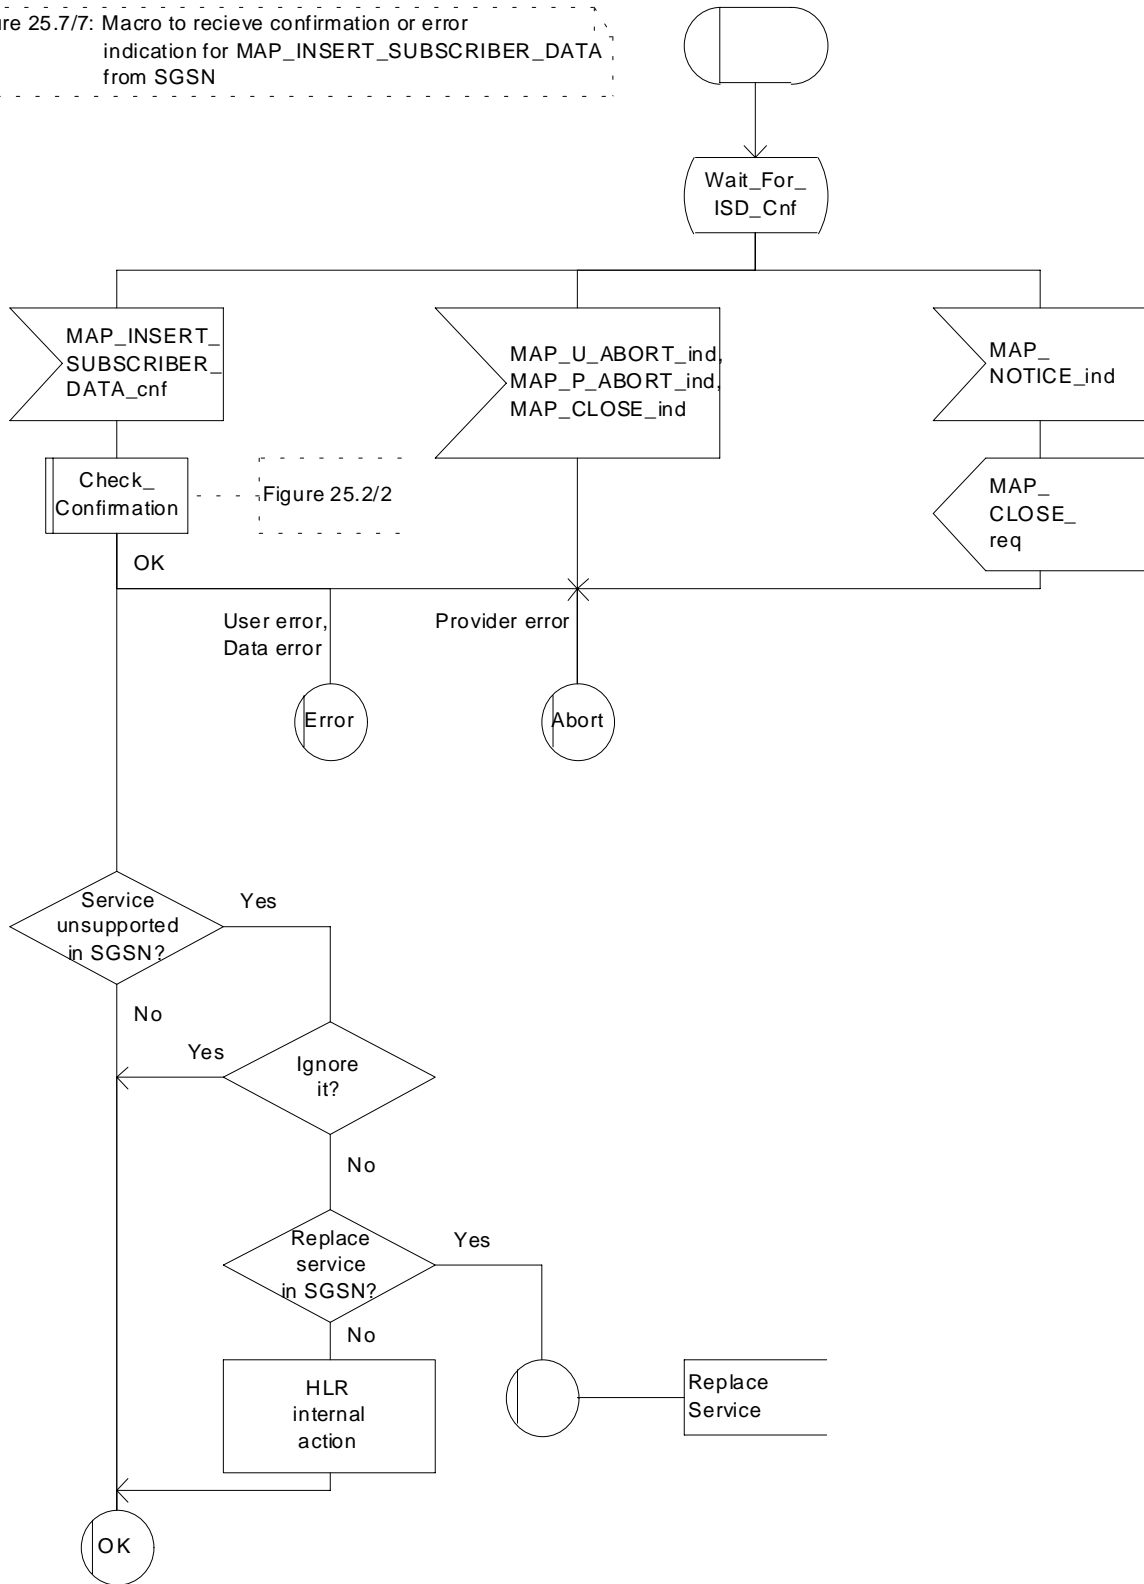 re 25.7/7: Macro to recieve confirmation or error
indication for MAP_INSERT_SUBSCRIBER_DATA
from SGSN
Wait_For_
ISD_Cnf
MAP_INSERT_
SUBSCRIBER_
DATA_cnf
MAP_U_ABORT_ind,
MAP_P_ABORT_ind,
MAP_CLOSE_ind
MAP_
NOTICE_ind
Check_
Confirmation
Figure 25.2/2
MAP_
CLOSE_
req
OK
User error,
Data error
Provider error
Error
Abort
Service
unsupported
in SGSN?
Yes
No
Yes
Ignore
it?
No
Replace
service
in SGSN?
Yes
No
HLR
internal
action
Replace
Service
OK